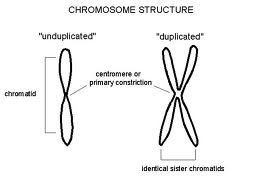 CHROMOSOME STRUCTURE
"unduplicated"
"duplicated"
centromere or
primary constriction
chromatid
identical sister chromatids